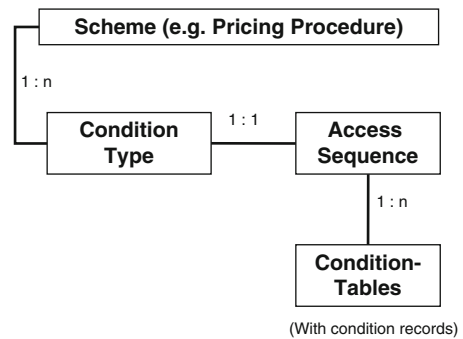 Scheme (e.g. Pricing Procedure)
1 : n
Condition
Type
1 : 1
Access
Sequence
1 : n
Condition-
Tables
(With condition records)